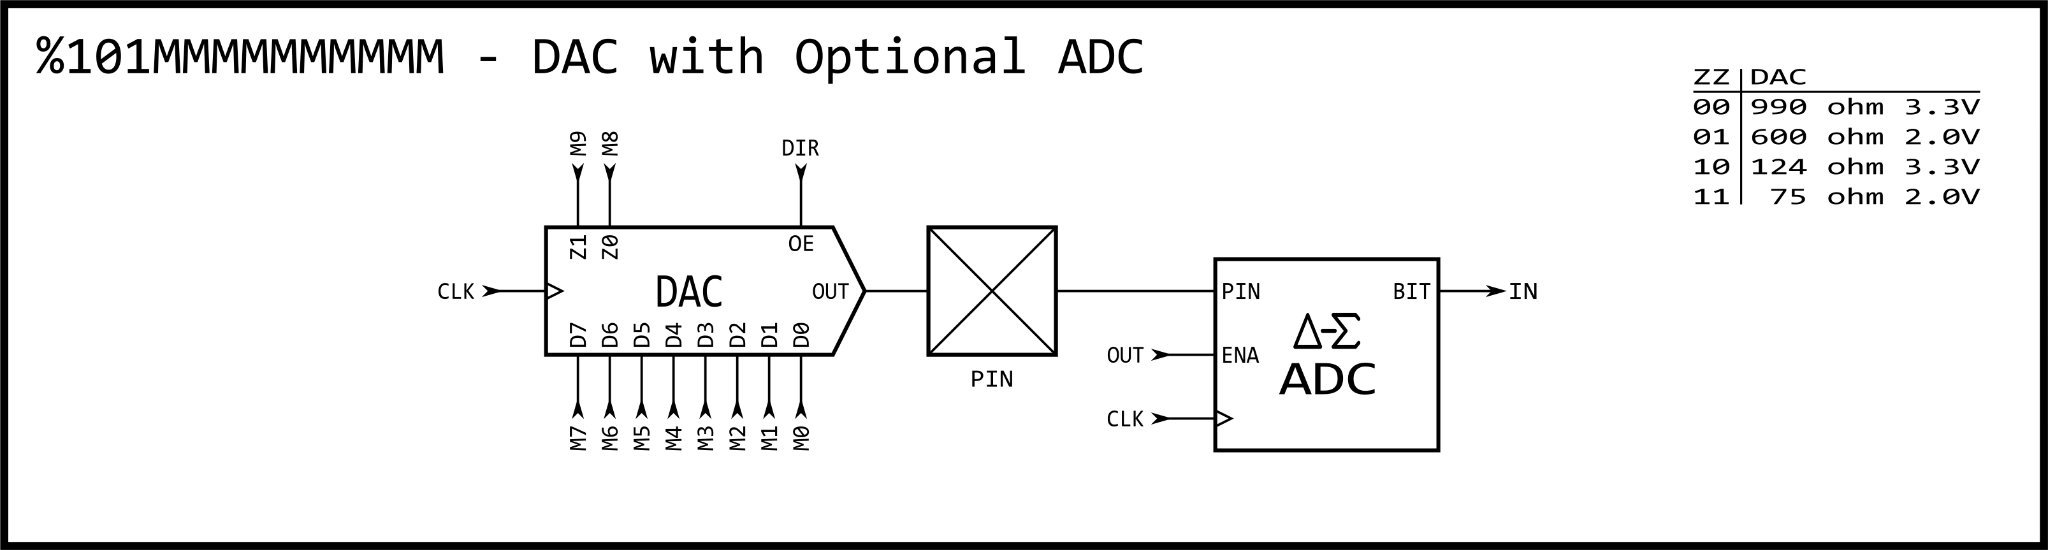 %101MMMMMMMMMM - DAC with Optional ADC
ZZ DAC
00 990 ohm 3.3V
01 600 ohm 2.0V
10 124 ohm 3.3V
11 75 ohm 2.0V
M9 M8 DIR
Z1 Z0 OE
CLK DAC OUT
D7 D6 D5 D4 D3 D2 D1 D0
M7 M6 M5 M4 M3 M2 M1 M0
PIN
PIN BIT IN
Δ-Σ
OUT ENA
ADC
CLK